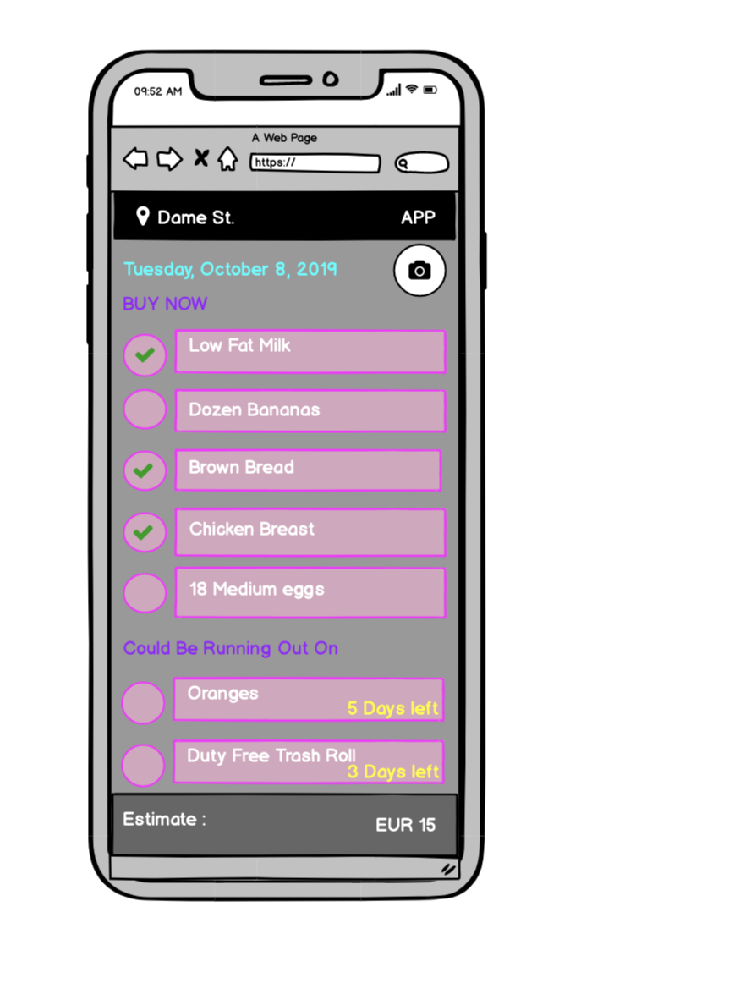 09:52 AM
A Web Page
https://
Dame St. APP
Tuesday, October 8, 2019
BUY NOW
Low Fat Milk
Dozen Bananas
Brown Bread
Chicken Breast
18 Medium eggs
Could Be Running Out On
Oranges
5 Days left
Duty Free Trash Roll
3 Days left
Estimate : EUR 15